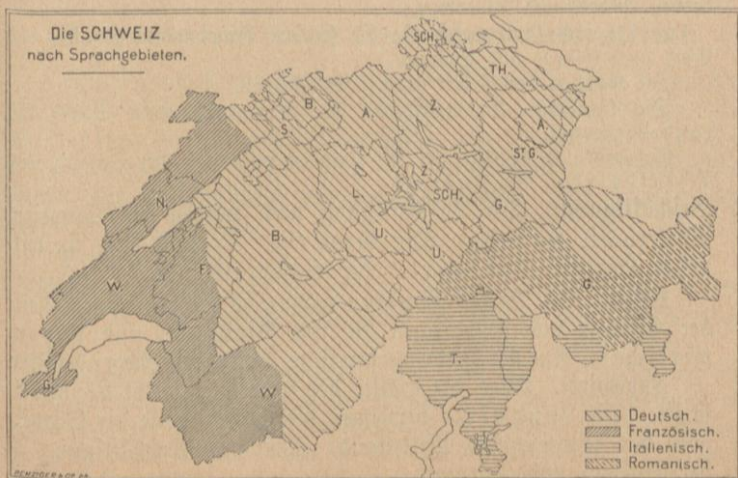 Die SCHWEIZ
nach Sprachgebieten.
SCH.
TH.
B.
A.
Z.
S.
A.
ST G.
Z.
N.
L.
SCH.
G.
B.
U.
U.
F.
W.
G.
G.
T.
W.
Deutsch.
Französisch.
Italienisch.
Romanisch.